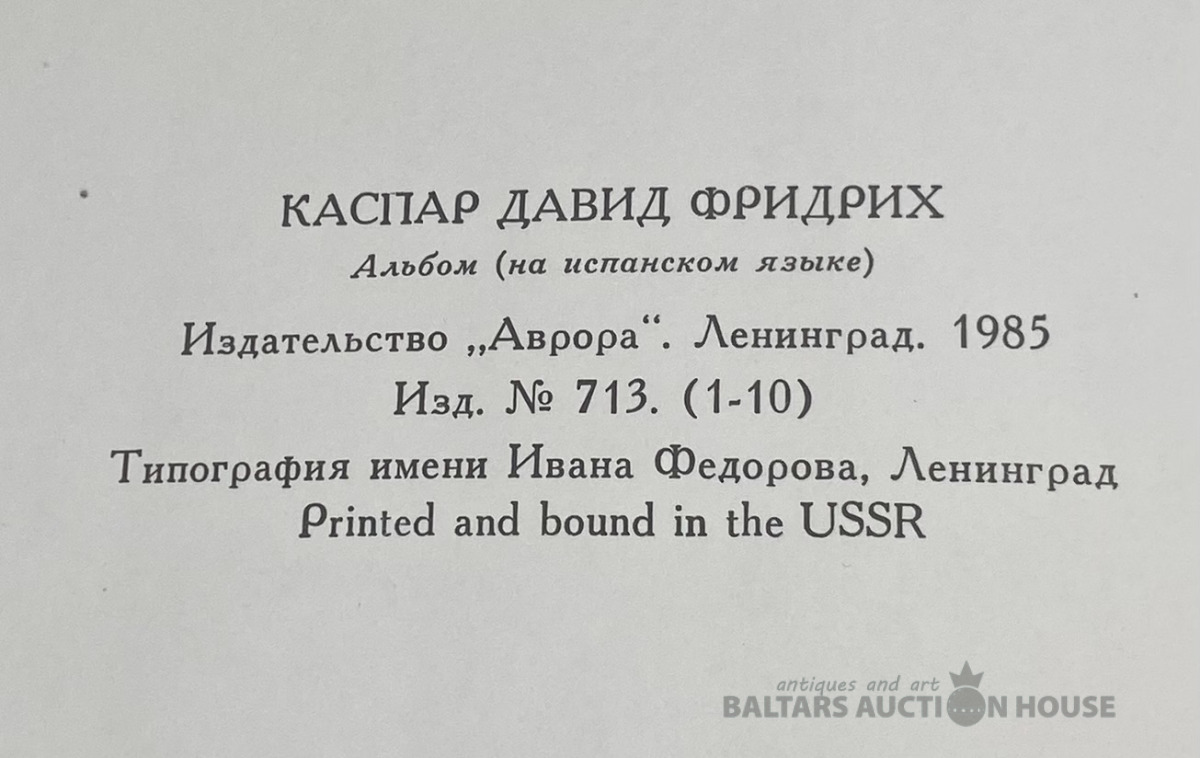 КАСПАР ДАВИД ФРИДРИХ
Альбом (на испанском языке)
Издательство „Аврора“. Ленинград. 1985
Изд. № 713. (1-10)
Типография имени Ивана Федорова, Ленинград
Printed and bound in the USSR
antiques and art
BALTARS AUCTION HOUSE